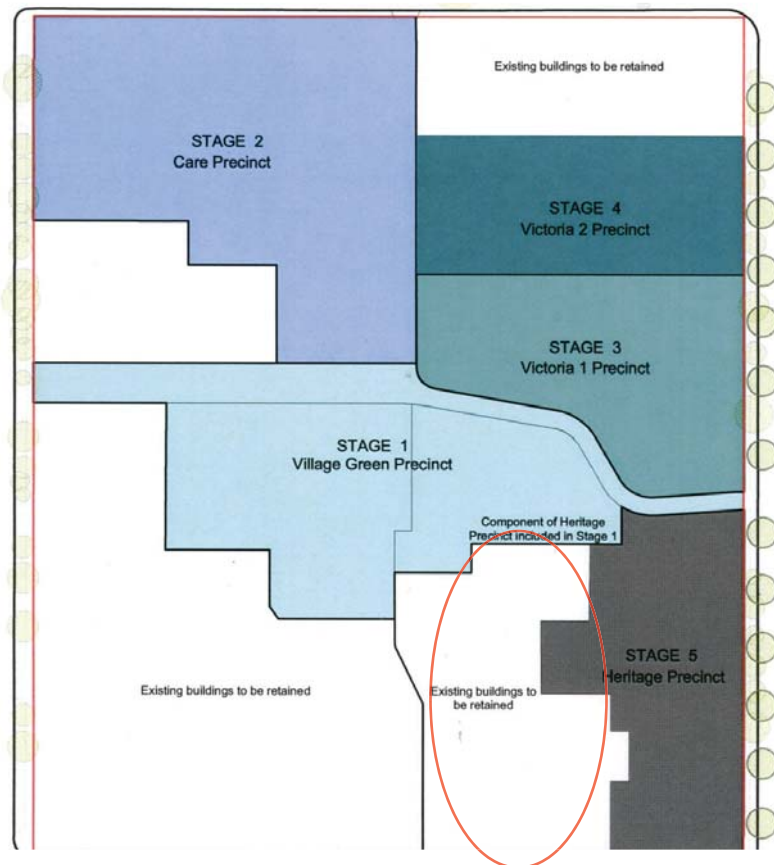 Existing buildings to be retained
STAGE 2
Care Precinct
STAGE 4
Victoria 2 Precinct
STAGE 3
Victoria 1 Precinct
STAGE 1
Village Green Precinct
Component of Heritage
Precinct included in Stage 1
STAGE 5
Heritage Precinct
Existing buildings to be retained
Existing buildings to
be retained